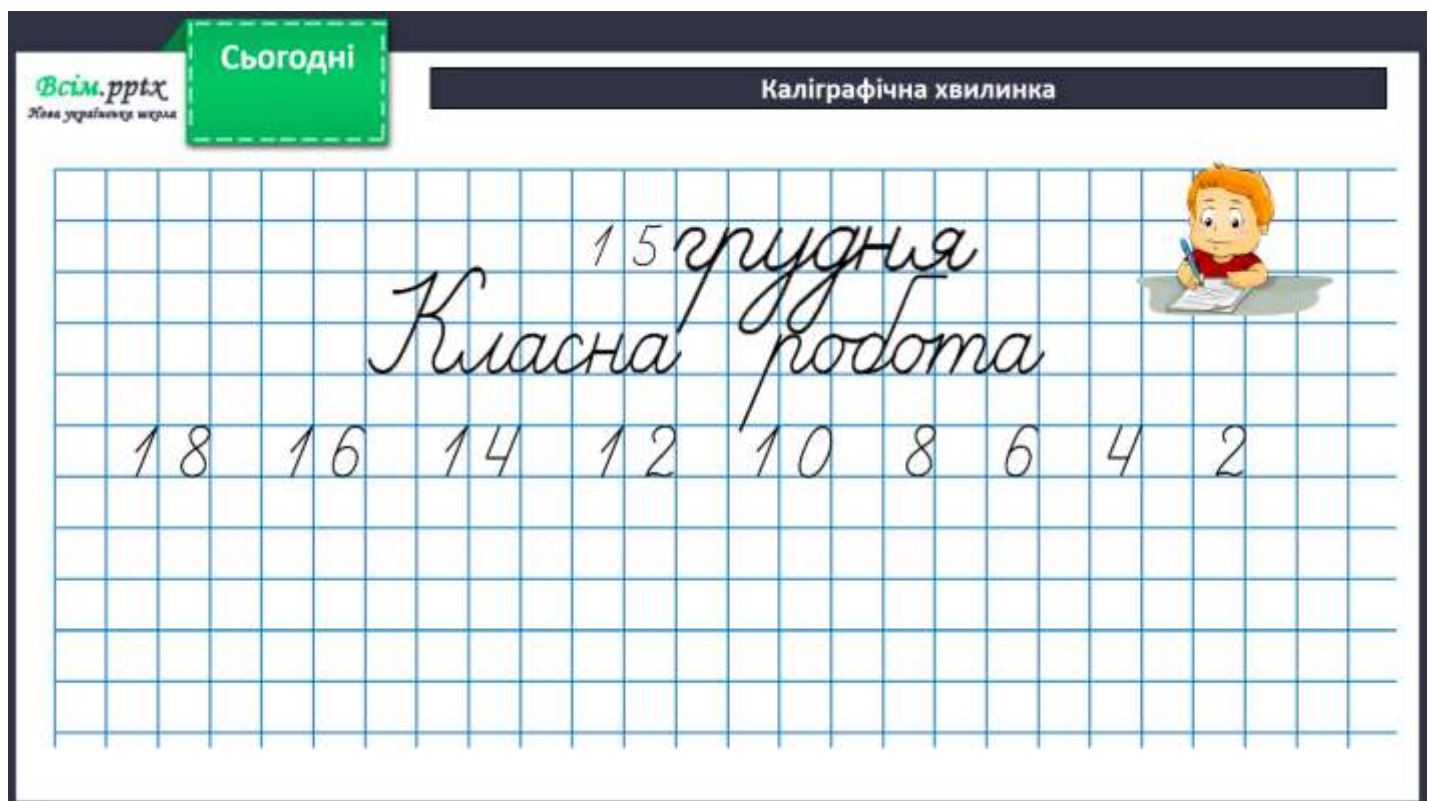 Сьогодні
Всім.pptx
Нова українська школа
Каліграфічна хвилинка
15 грудня
Класна робота
18 16 14 12 10 8 6 4 2